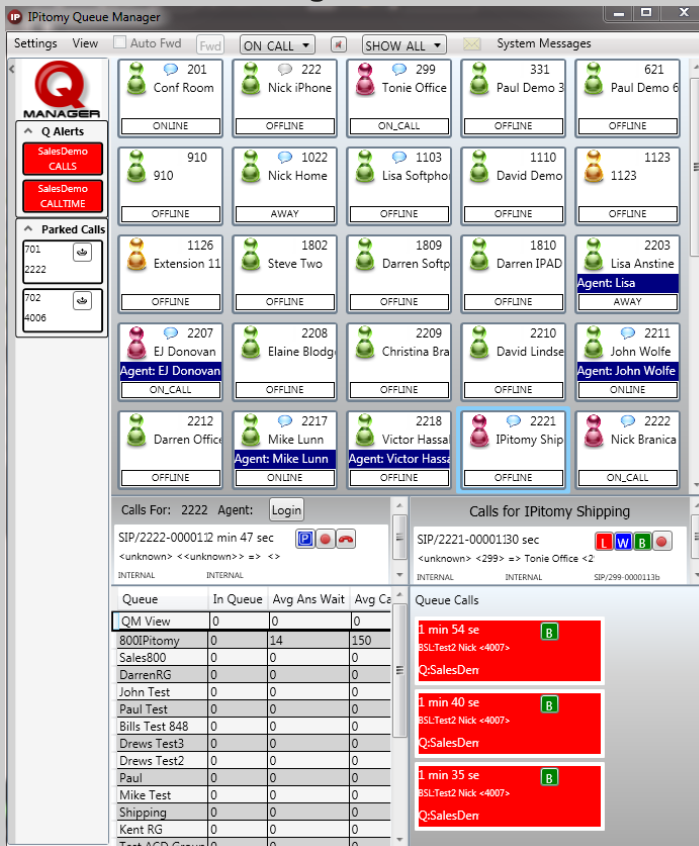 IPitomy Queue Manager
Settings View Auto Fwd Fwd ON CALL SHOW ALL System Messages
Q
MANAGER
Q Alerts
SalesDemo
CALLS
SalesDemo
CALLTIME
Parked Calls
701
2222
702
4006
201
Conf Room
ONLINE
222
Nick iPhone
OFFLINE
299
Tonie Office
ON_CALL
331
Paul Demo 3
OFFLINE
621
Paul Demo 6
OFFLINE
910
910
OFFLINE
1022
Nick Home
AWAY
1103
Lisa Softpho
OFFLINE
1110
David Demo
OFFLINE
1123
1123
OFFLINE
1126
Extension 11
OFFLINE
1802
Steve Two
OFFLINE
1809
Darren Softp
OFFLINE
1810
Darren IPAD
OFFLINE
2203
Lisa Anstine
Agent: Lisa
AWAY
2207
EJ Donovan
Agent: EJ Donovan
ON_CALL
2208
Elaine Blodg
OFFLINE
2209
Christina Bra
OFFLINE
2210
David Lindse
OFFLINE
2211
John Wolfe
Agent: John Wolfe
ONLINE
2212
Darren Office
OFFLINE
2217
Mike Lunn
Agent: Mike Lunn
ONLINE
2218
Victor Hassal
Agent: Victor Hassa
OFFLINE
2221
IPitomy Ship
OFFLINE
2222
Nick Branica
ON_CALL
Calls For: 2222 Agent: Login
SIP/2222-0000112 min 47 sec P
<unknown> <<unknown>> => <>
INTERNAL INTERNAL
Calls for IPitomy Shipping
SIP/2221-00001130 sec L W B
<unknown> <299> => Tonie Office <2
INTERNAL INTERNAL SIP/299-0000113b
Queue In Queue Avg Ans Wait Avg Ca
QM View 0 0 0
800IPitomy 0 14 150
Sales800 0 0 0
DarrenRG 0 0 0
John Test 0 0 0
Paul Test 0 0 0
Bills Test 848 0 0 0
Drews Test3 0 0 0
Drews Test2 0 0 0
Paul 0 0 0
Mike Test 0 0 0
Shipping 0 0 0
Kent RG 0 0 0
Test ACD Group 0 0 0
Queue Calls
1 min 54 se B
BSL:Test2 Nick <4007>
Q:SalesDem
1 min 40 se B
BSL:Test2 Nick <4007>
Q:SalesDem
1 min 35 se B
BSL:Test2 Nick <4007>
Q:SalesDem